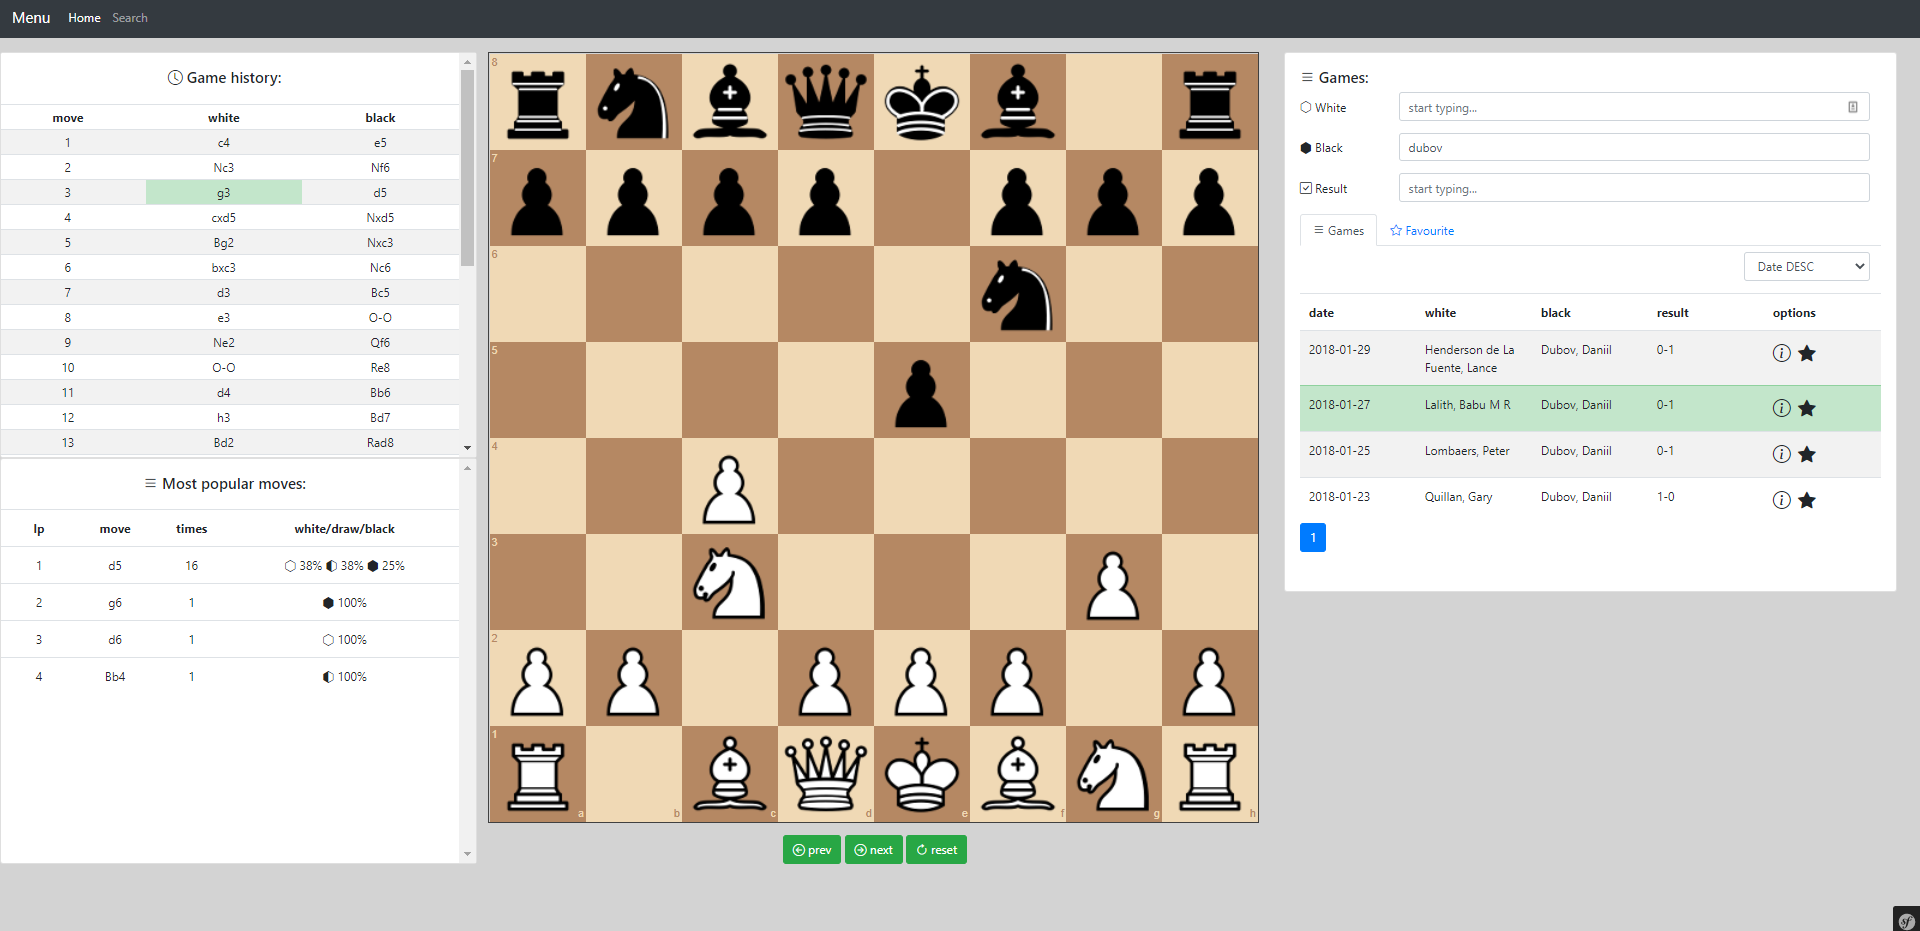 Menu Home Search
Game history:
move white black
1 c4 e5
2 Nc3 Nf6
3 g3 d5
4 cxd5 Nxd5
5 Bg2 Nxc3
6 bxc3 Nc6
7 d3 Bc5
8 e3 O-O
9 Ne2 Qf6
10 O-O Re8
11 d4 Bb6
12 h3 Bd7
13 Bd2 Rad8
Most popular moves:
lp move times white/draw/black
1 d5 16 38% 38% 25%
2 g6 1 100%
3 d6 1 100%
4 Bb4 1 100%
8
7
6
5
4
3
2
1
a b c d e f g h
prev next reset
Games:
White start typing...
Black dubov
Result start typing...
Games Favourite
Date DESC
date white black result options
2018-01-29 Henderson de La Fuente, Lance Dubov, Daniil 0-1
2018-01-27 Lalith, Babu M R Dubov, Daniil 0-1
2018-01-25 Lombaers, Peter Dubov, Daniil 0-1
2018-01-23 Quillan, Gary Dubov, Daniil 1-0
1
sf